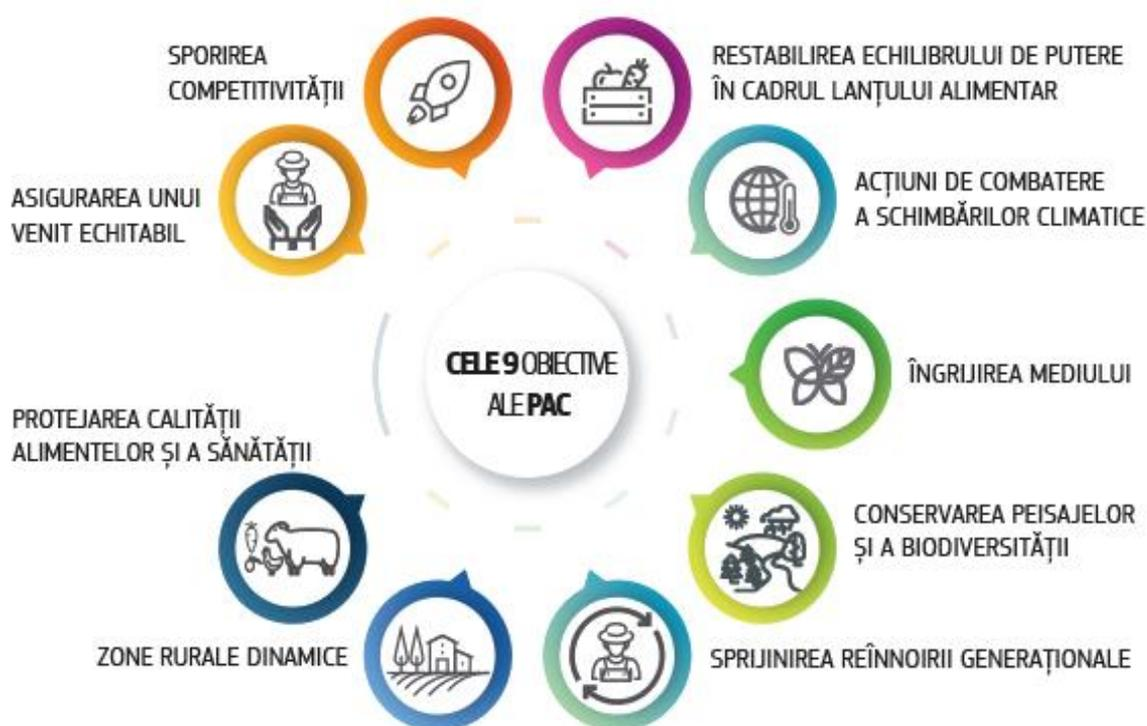 SPORIREA
COMPETITIVITĂȚII
RESTABILIREA ECHILIBRULUI DE PUTERE
ÎN CADRUL LANȚULUI ALIMENTAR
ASIGURAREA UNUI
VENIT ECHITABIL
ACȚIUNI DE COMBATERE
A SCHIMBĂRILOR CLIMATICE
CELE 9 OBIECTIVE
ALE PAC
ÎNGRIJIREA MEDIULUI
PROTEJAREA CALITĂȚII
ALIMENTELOR ȘI A SĂNĂTĂȚII
CONSERVAREA PEISAJELOR
ȘI A BIODIVERSITĂȚII
ZONE RURALE DINAMICE
SPRIJINIREA REÎNNOIRII GENERAȚIONALE